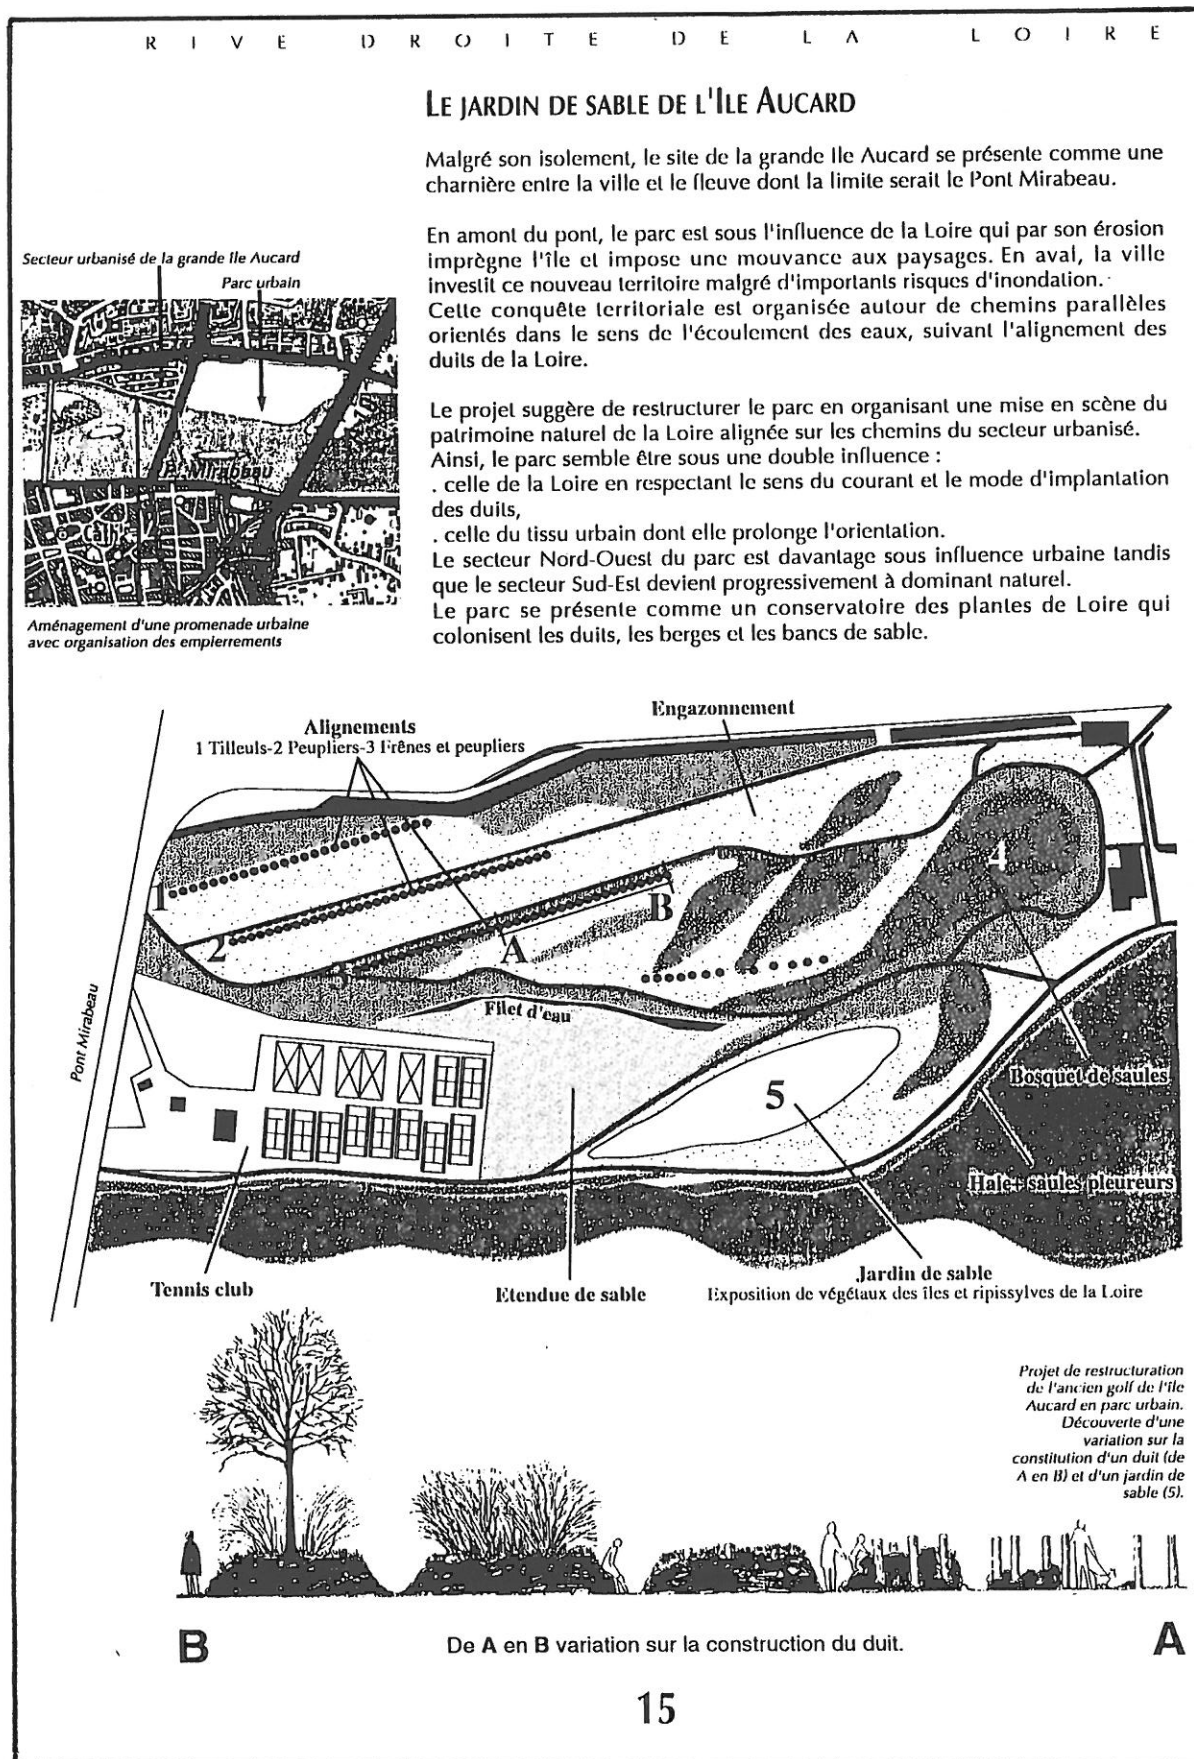 RIVE DROITE DE LA LOIRE
LE JARDIN DE SABLE DE L'ILE AUCARD
Malgré son isolement, le site de la grande Ile Aucard se présente comme une
charnière entre la ville et le fleuve dont la limite serait le Pont Mirabeau.
En amont du pont, le parc est sous l'influence de la Loire qui par son érosion
imprègne l'île et impose une mouvance aux paysages. En aval, la ville
investit ce nouveau territoire malgré d'importants risques d'inondation.
Cette conquête territoriale est organisée autour de chemins parallèles
orientés dans le sens de l'écoulement des eaux, suivant l'alignement des
duits de la Loire.
Le projet suggère de restructurer le parc en organisant une mise en scène du
patrimoine naturel de la Loire alignée sur les chemins du secteur urbanisé.
Ainsi, le parc semble être sous une double influence :
. celle de la Loire en respectant le sens du courant et le mode d'implantation
des duits,
. celle du tissu urbain dont elle prolonge l'orientation.
Le secteur Nord-Ouest du parc est davantage sous influence urbaine tandis
que le secteur Sud-Est devient progressivement à dominant naturel.
Le parc se présente comme un conservatoire des plantes de Loire qui
colonisent les duits, les berges et les bancs de sable.
Secteur urbanisé de la grande Ile Aucard
Parc urbain
P. Mirabeau
Cath
Aménagement d'une promenade urbaine
avec organisation des empierrements
Alignements
1 Tilleuls-2 Peupliers-3 Frênes et peupliers
Engazonnement
1
2
3
A
B
4
Filet d'eau
Pont Mirabeau
5
Bosquet de saules
Hale+ saules pleureurs
Tennis club
Etendue de sable
Jardin de sable
Exposition de végétaux des îles et ripissylves de la Loire
Projet de restructuration
de l'ancien golf de l'île
Aucard en parc urbain.
Découverte d'une
variation sur la
constitution d'un duit (de
A en B) et d'un jardin de
sable (5).
B
De A en B variation sur la construction du duit.
A
15